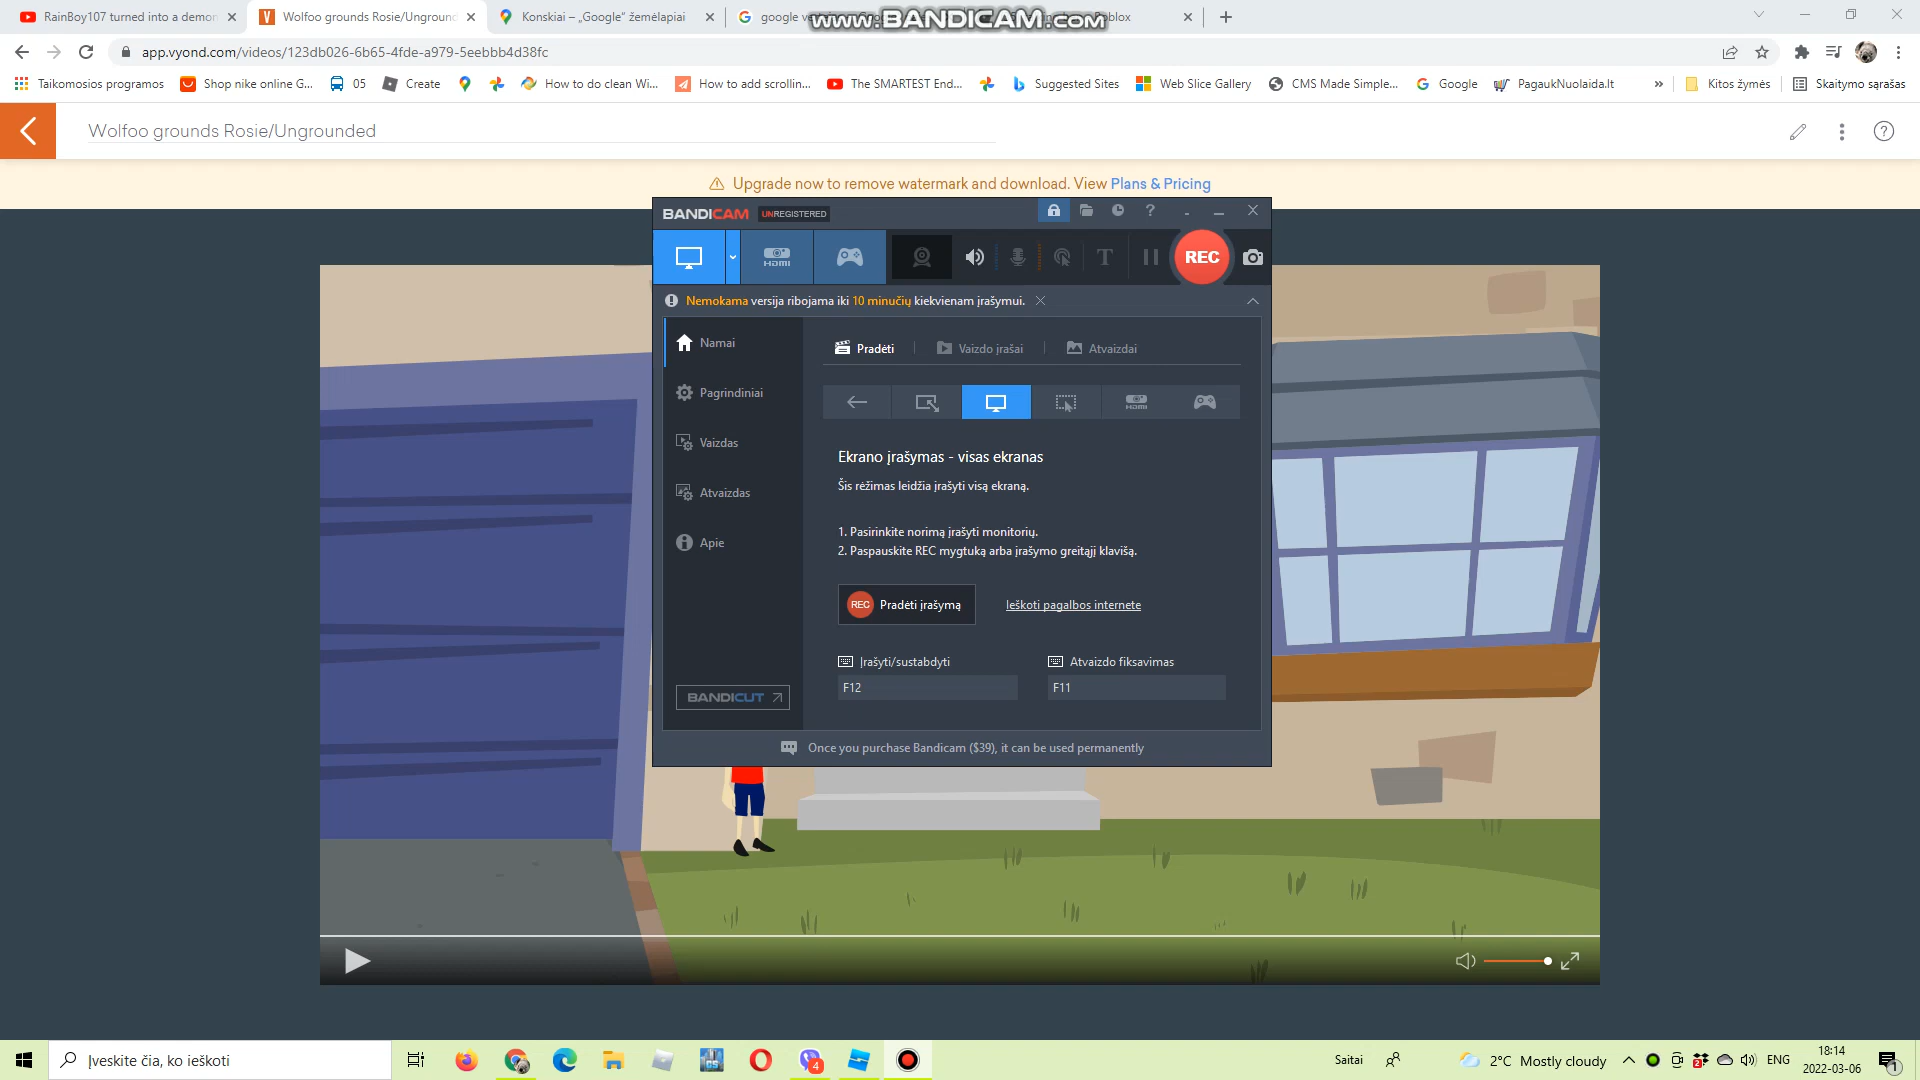 RainBoy107 turned into a demon
Wolfoo grounds Rosie/Unground
Konskiai – „Google“ žemėlapiai
google
www.BANDICAM.com
app.vyond.com/videos/123db026-6b65-4fde-a979-5eebbb4d38fc
Taikomosios programos
Shop nike online G...
05
Create
How to do clean Wi...
How to add scrollin...
The SMARTEST End...
Suggested Sites
Web Slice Gallery
CMS Made Simple...
Google
PagaukNuolaida.lt
»
Kitos žymės
Skaitymo sąrašas
Wolfoo grounds Rosie/Ungrounded
Upgrade now to remove watermark and download. View Plans & Pricing
BANDICAM UNREGISTERED
HDMI
REC
Nemokama versija ribojama iki 10 minučių kiekvienam įrašymui.
Namai
Pagrindiniai
Vaizdas
Atvaizdas
Apie
BANDICUT
Pradėti
Vaizdo įrašai
Atvaizdai
HDMI
Ekrano įrašymas - visas ekranas
Šis rėžimas leidžia įrašyti visą ekraną.
1. Pasirinkite norimą įrašyti monitorių.
2. Paspauskite REC mygtuką arba įrašymo greitąjį klavišą.
REC Pradėti įrašymą
Ieškoti pagalbos internete
Įrašyti/sustabdyti
F12
Atvaizdo fiksavimas
F11
Once you purchase Bandicam ($39), it can be used permanently
Įveskite čia, ko ieškoti
4
Saitai
2°C Mostly cloudy
2
ENG
18:14
2022-03-06
1